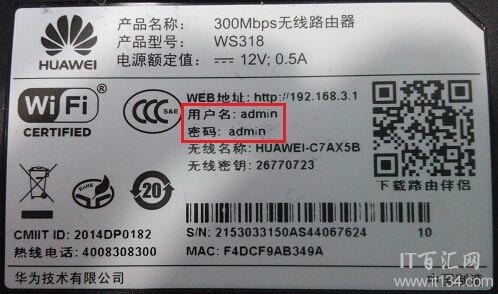 HUAWEI
产品名称: 300Mbps无线路由器
产品型号: WS318
电源额定值: 12V; 0.5A
WiFi
CERTIFIED
CCC
S&E
WEB地址: http://192.168.3.1
用户名: admin
密码: admin
无线名称: HUAWEI-C7AX5B
无线密钥: 26770723
下载路由伴侣
RoHS
20
CMIIT ID: 2014DP0182
热线电话: 4008308300
华为技术有限公司
S/N: 2153033150AS44067624 10
MAC: F4DCF9AB349A
IT百汇网
www.it134.com